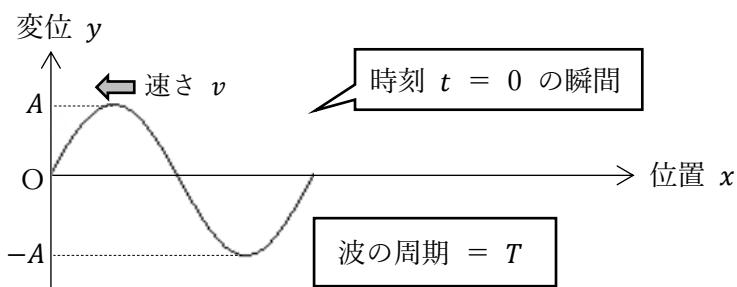 変位 y
速さ v
時刻 t = 0 の瞬間
A
O
位置 x
−A
波の周期 = T